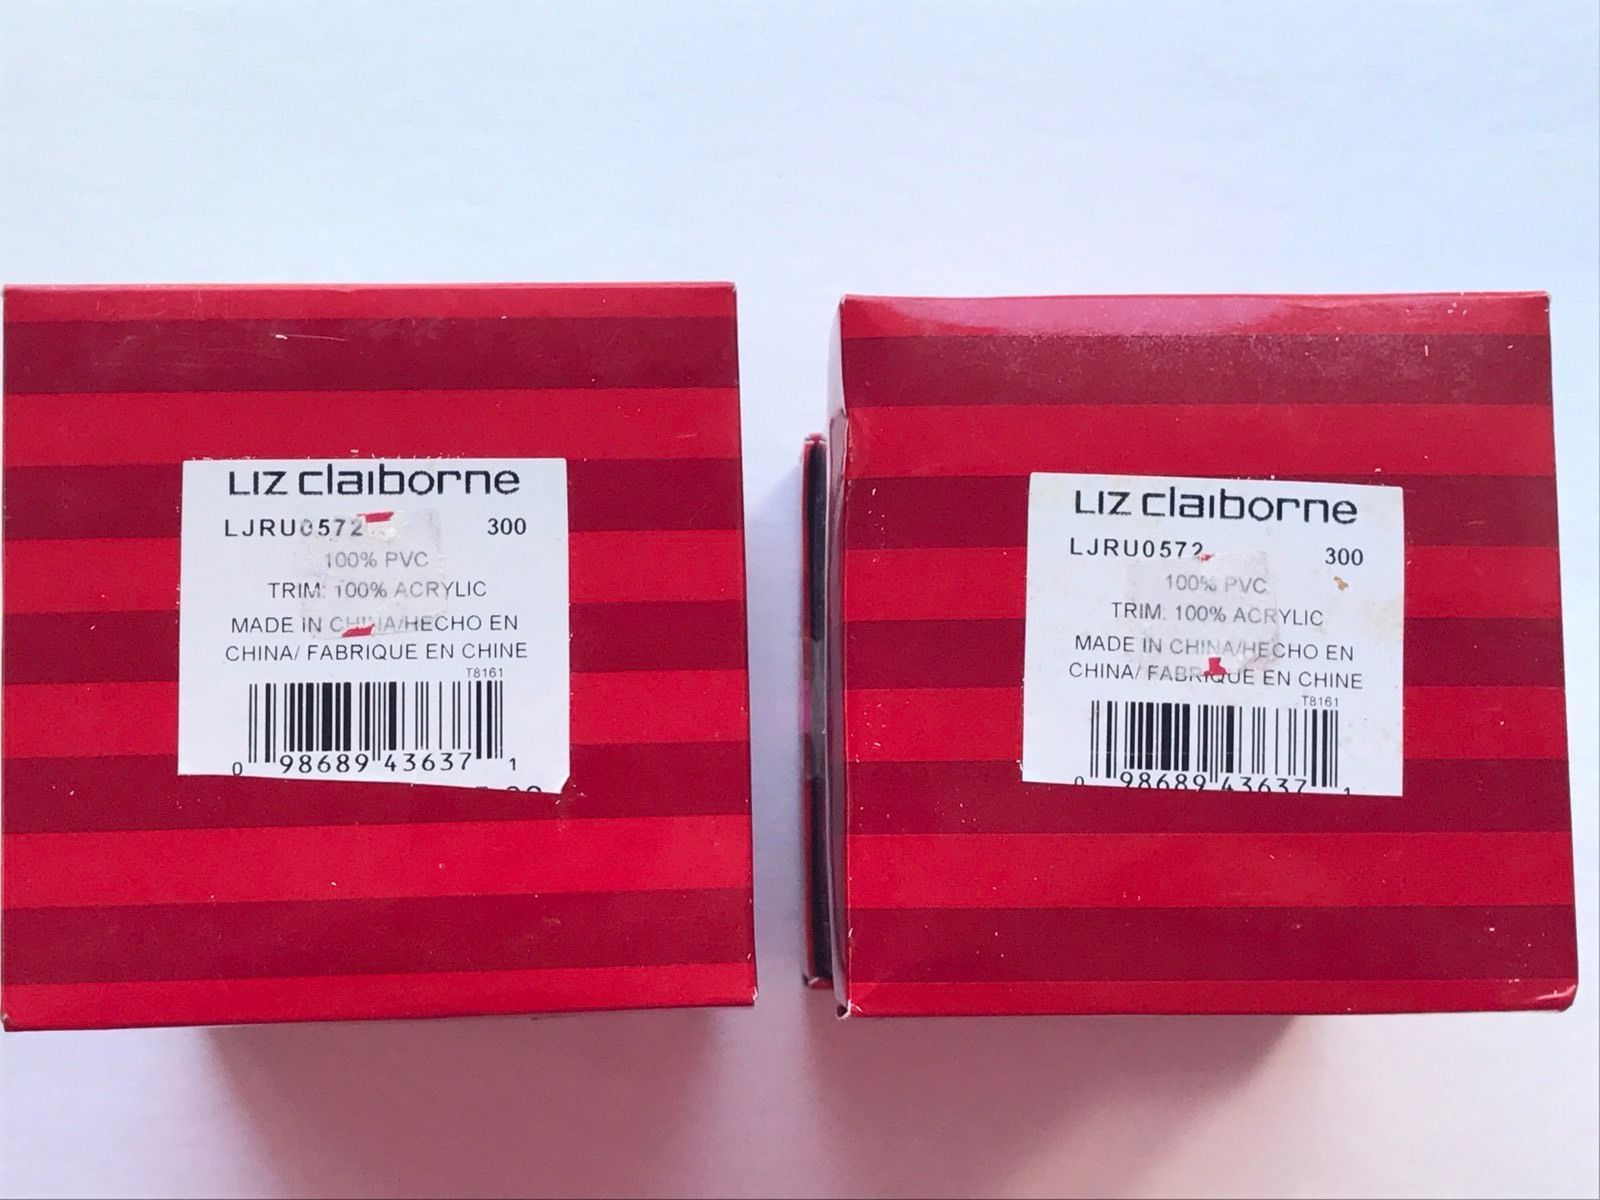 LIZ claiborne
LJRU0572 300
100% PVC
TRIM: 100% ACRYLIC
MADE IN CHINA/HECHO EN
CHINA/ FABRIQUE EN CHINE
T8161
0 98689 43637 1
LIZ claiborne
LJRU0572 300
100% PVC
TRIM: 100% ACRYLIC
MADE IN CHINA/HECHO EN
CHINA/ FABRIQUE EN CHINE
T8161
0 98689 43637 1